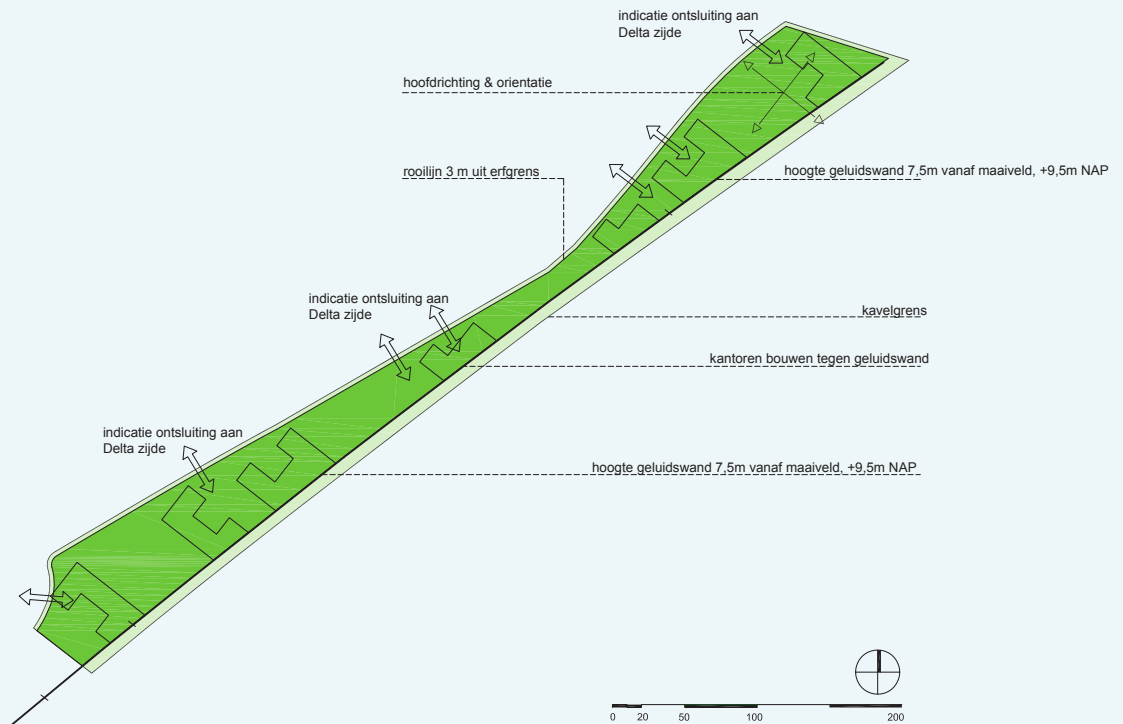 indicatie ontsluiting aan
Delta zijde
hoofdrichting & orientatie
rooilijn 3 m uit erfgrens
hoogte geluidswand 7,5m vanaf maaiveld, +9,5m NAP
indicatie ontsluiting aan
Delta zijde
kavelgrens
kantoren bouwen tegen geluidswand
indicatie ontsluiting aan
Delta zijde
hoogte geluidswand 7,5m vanaf maaiveld, +9,5m NAP
0 20 50 100 200